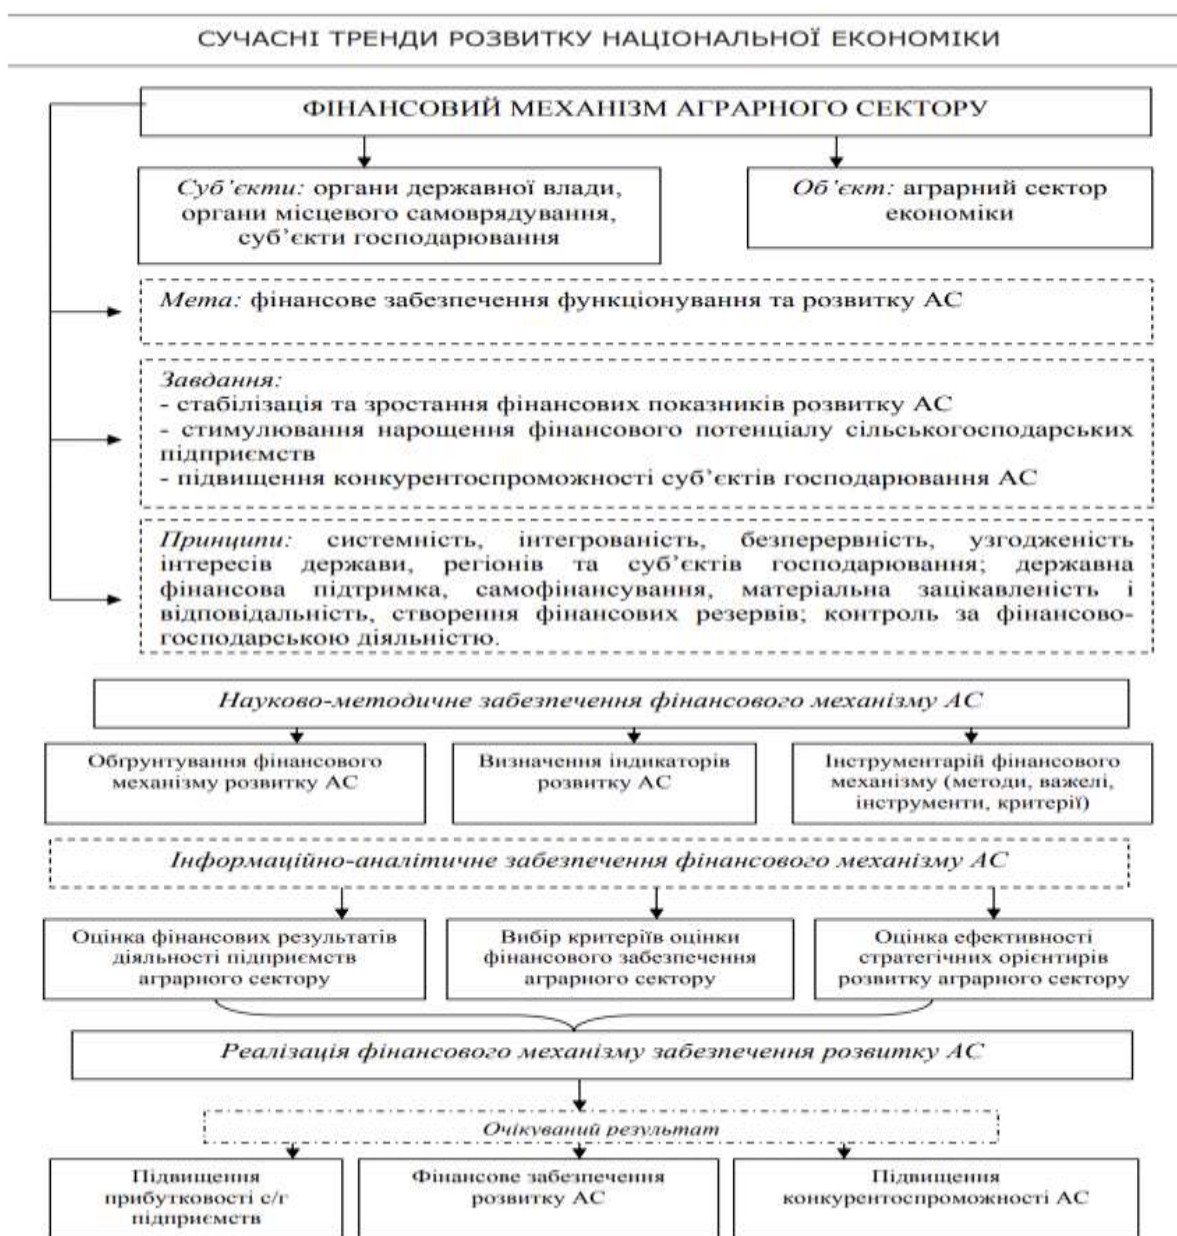 СУЧАСНІ ТРЕНДИ РОЗВИТКУ НАЦІОНАЛЬНОЇ ЕКОНОМІКИ
ФІНАНСОВИЙ МЕХАНІЗМ АГРАРНОГО СЕКТОРУ
Суб’єкти: органи державної влади,
органи місцевого самоврядування,
суб’єкти господарювання
Об’єкт: аграрний сектор
економіки
Мета: фінансове забезпечення функціонування та розвитку АС
Завдання:
- стабілізація та зростання фінансових показників розвитку АС
- стимулювання нарощення фінансового потенціалу сільськогосподарських
підприємств
- підвищення конкурентоспроможності суб’єктів господарювання АС
Принципи: системність, інтегрованість, безперервність, узгодженість
інтересів держави, регіонів та суб’єктів господарювання; державна
фінансова підтримка, самофінансування, матеріальна зацікавленість і
відповідальність, створення фінансових резервів; контроль за фінансово-
господарською діяльністю.
Науково-методичне забезпечення фінансового механізму АС
Обґрунтування фінансового
механізму розвитку АС
Визначення індикаторів
розвитку АС
Інструментарій фінансового
механізму (методи, важелі,
інструменти, критерії)
Інформаційно-аналітичне забезпечення фінансового механізму АС
Оцінка фінансових результатів
діяльності підприємств
аграрного сектору
Вибір критеріїв оцінки
фінансового забезпечення
аграрного сектору
Оцінка ефективності
стратегічних орієнтирів
розвитку аграрного сектору
Реалізація фінансового механізму забезпечення розвитку АС
Очікуваний результат
Підвищення
прибутковості с/г
підприємств
Фінансове забезпечення
розвитку АС
Підвищення
конкурентоспроможності АС